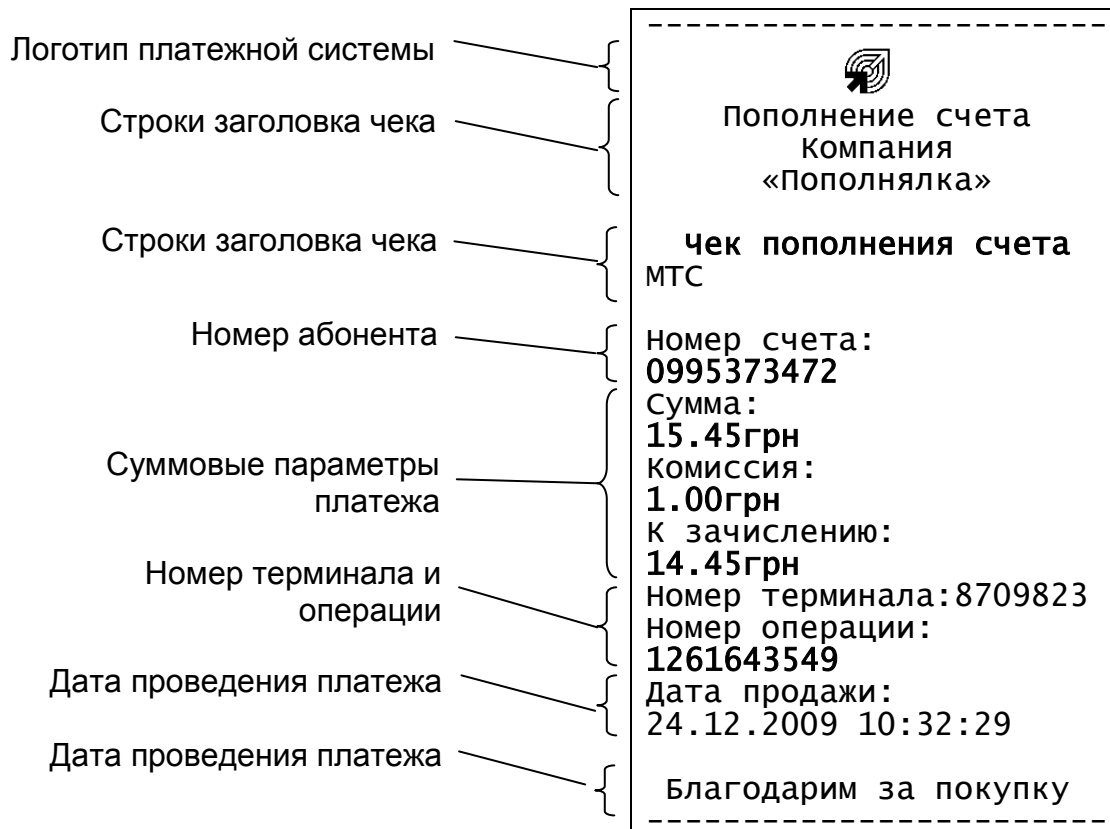 Логотип платежной системы
Строки заголовка чека
Строки заголовка чека
Номер абонента
Суммовые параметры
платежа
Номер терминала и
операции
Дата проведения платежа
Дата проведения платежа
Пополнение счета
Компания
«Пополнялка»
Чек пополнения счета
МТС
Номер счета:
0995373472
Сумма:
15.45грн
Комиссия:
1.00грн
К зачислению:
14.45грн
Номер терминала:8709823
Номер операции:
1261643549
Дата продажи:
24.12.2009 10:32:29
Благодарим за покупку